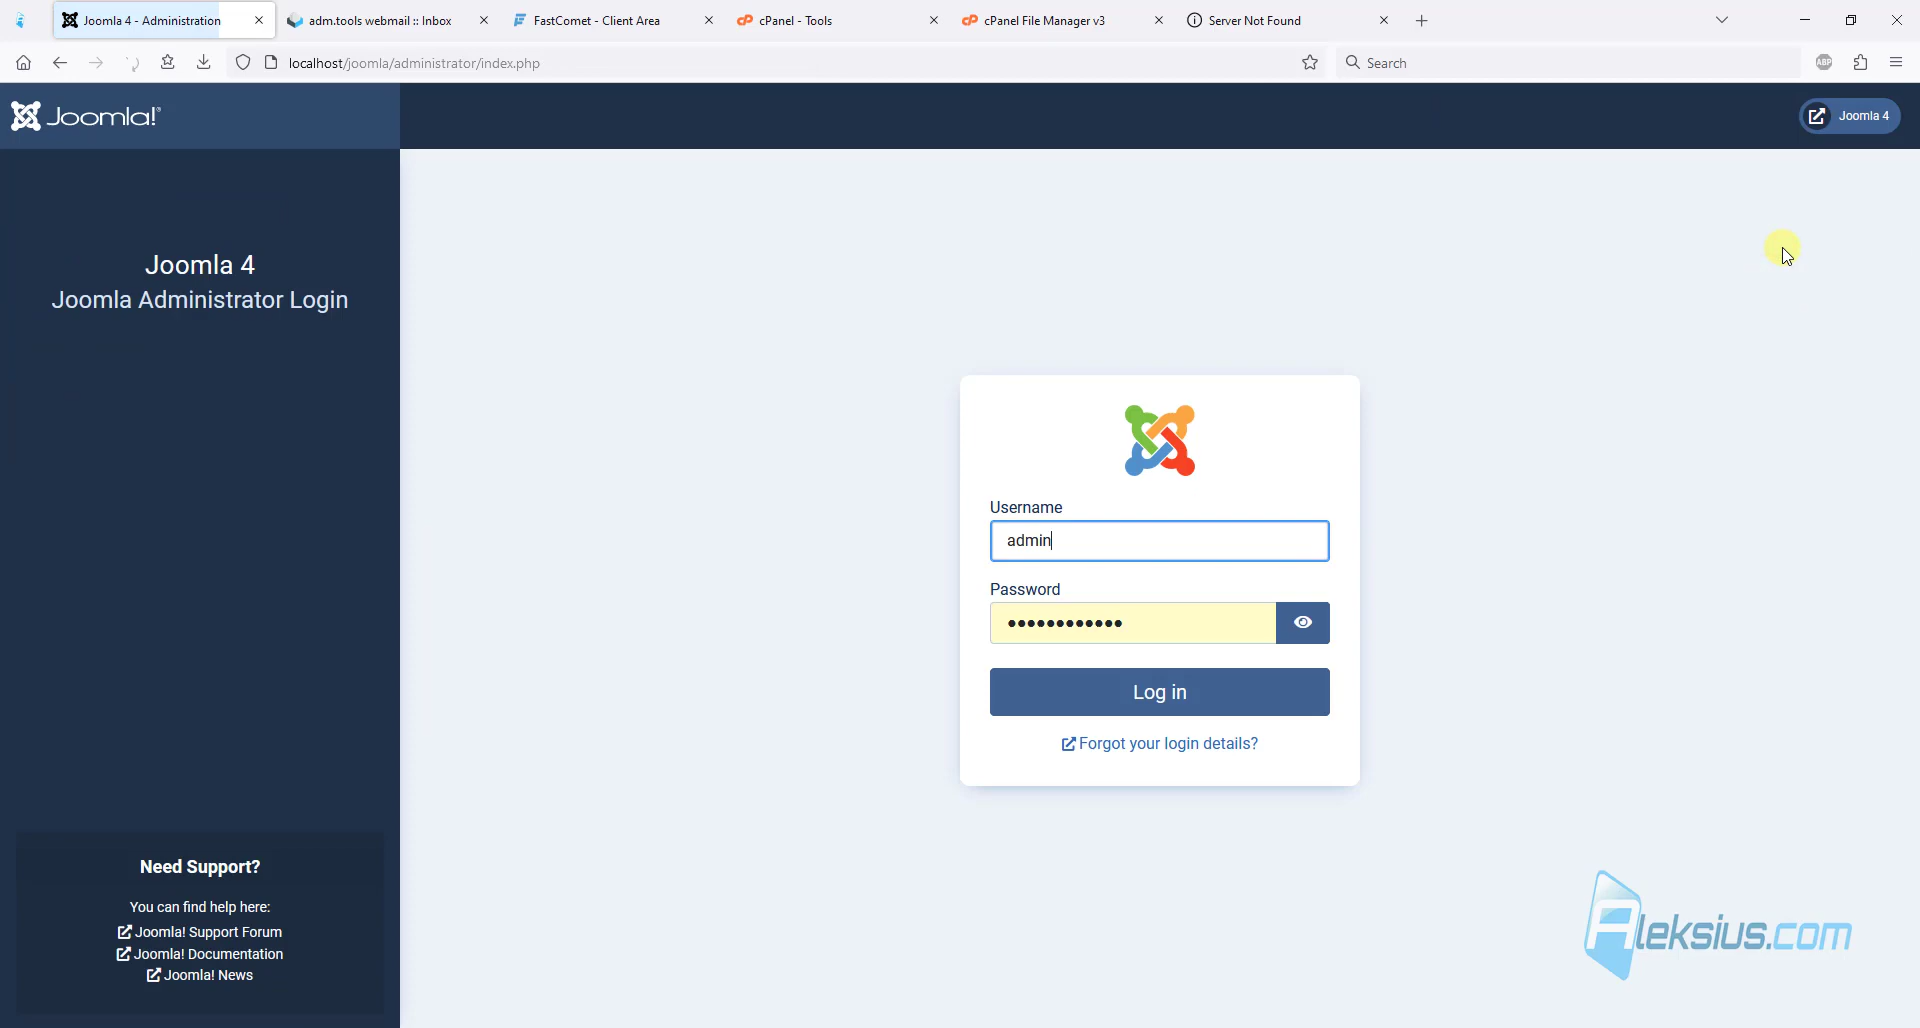 Joomla 4 - Administration
adm.tools webmail :: Inbox
FastComet - Client Area
cPanel - Tools
cPanel File Manager v3
Server Not Found
localhost/joomla/administrator/index.php
Search
ABP
Joomla!®
Joomla 4
Joomla 4
Joomla Administrator Login
Username
admin
Password
Log in
Forgot your login details?
Need Support?
You can find help here:
Joomla! Support Forum
Joomla! Documentation
Joomla! News
Aleksius.com